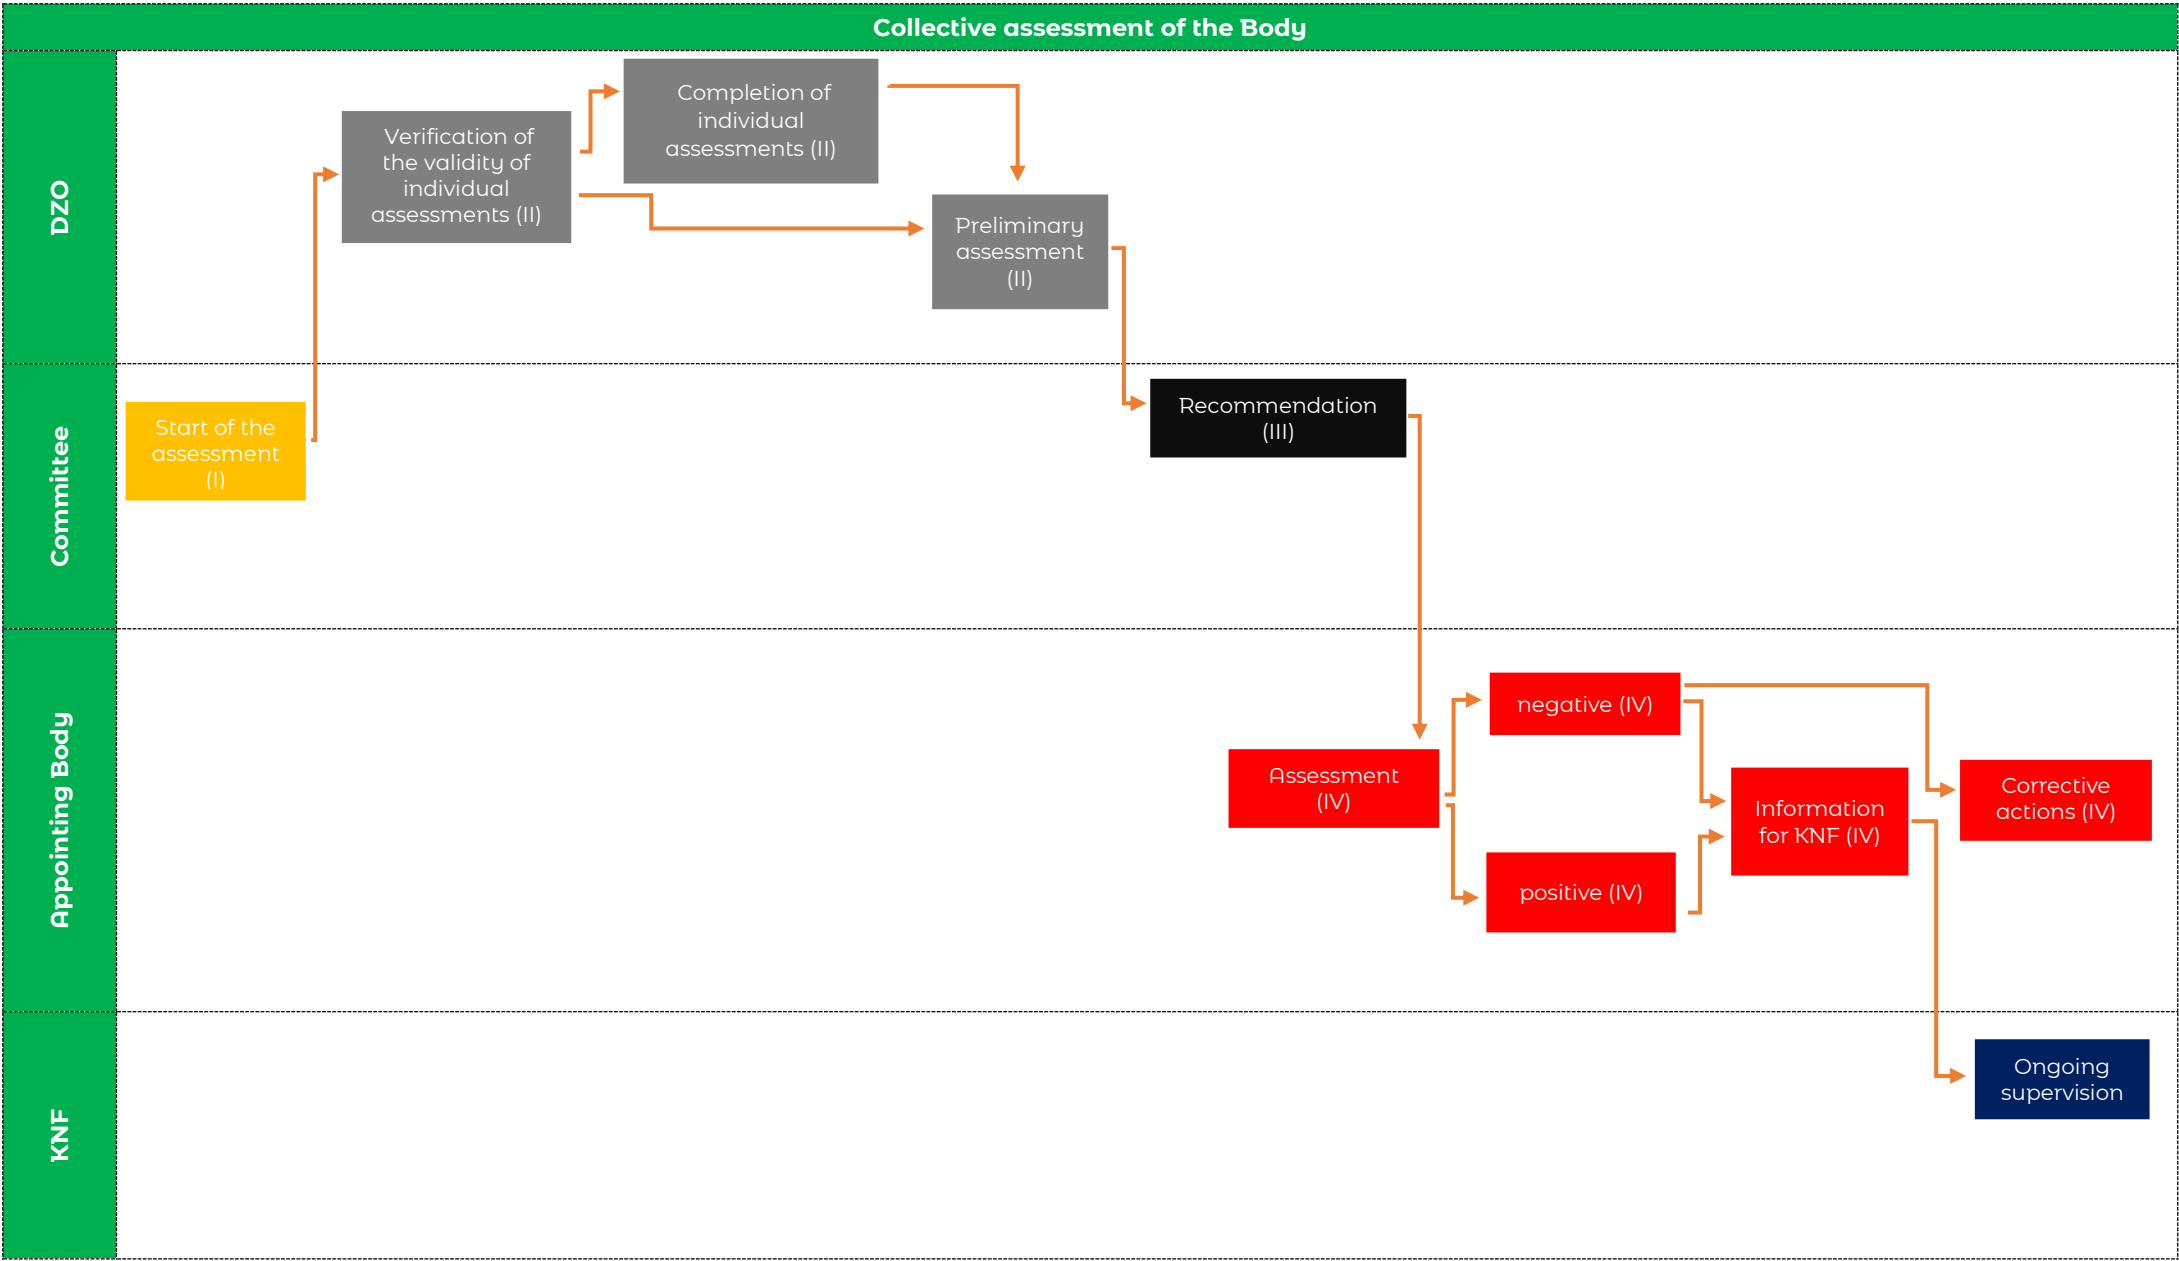 Collective assessment of the Body
DZO
Verification of
the validity of
individual
assessments (II)
Completion of
individual
assessments (II)
Preliminary
assessment
(II)
Committee
Start of the
assessment
(I)
Recommendation
(III)
Appointing Body
Assessment
(IV)
negative (IV)
positive (IV)
Information
for KNF (IV)
Corrective
actions (IV)
KNF
Ongoing
supervision